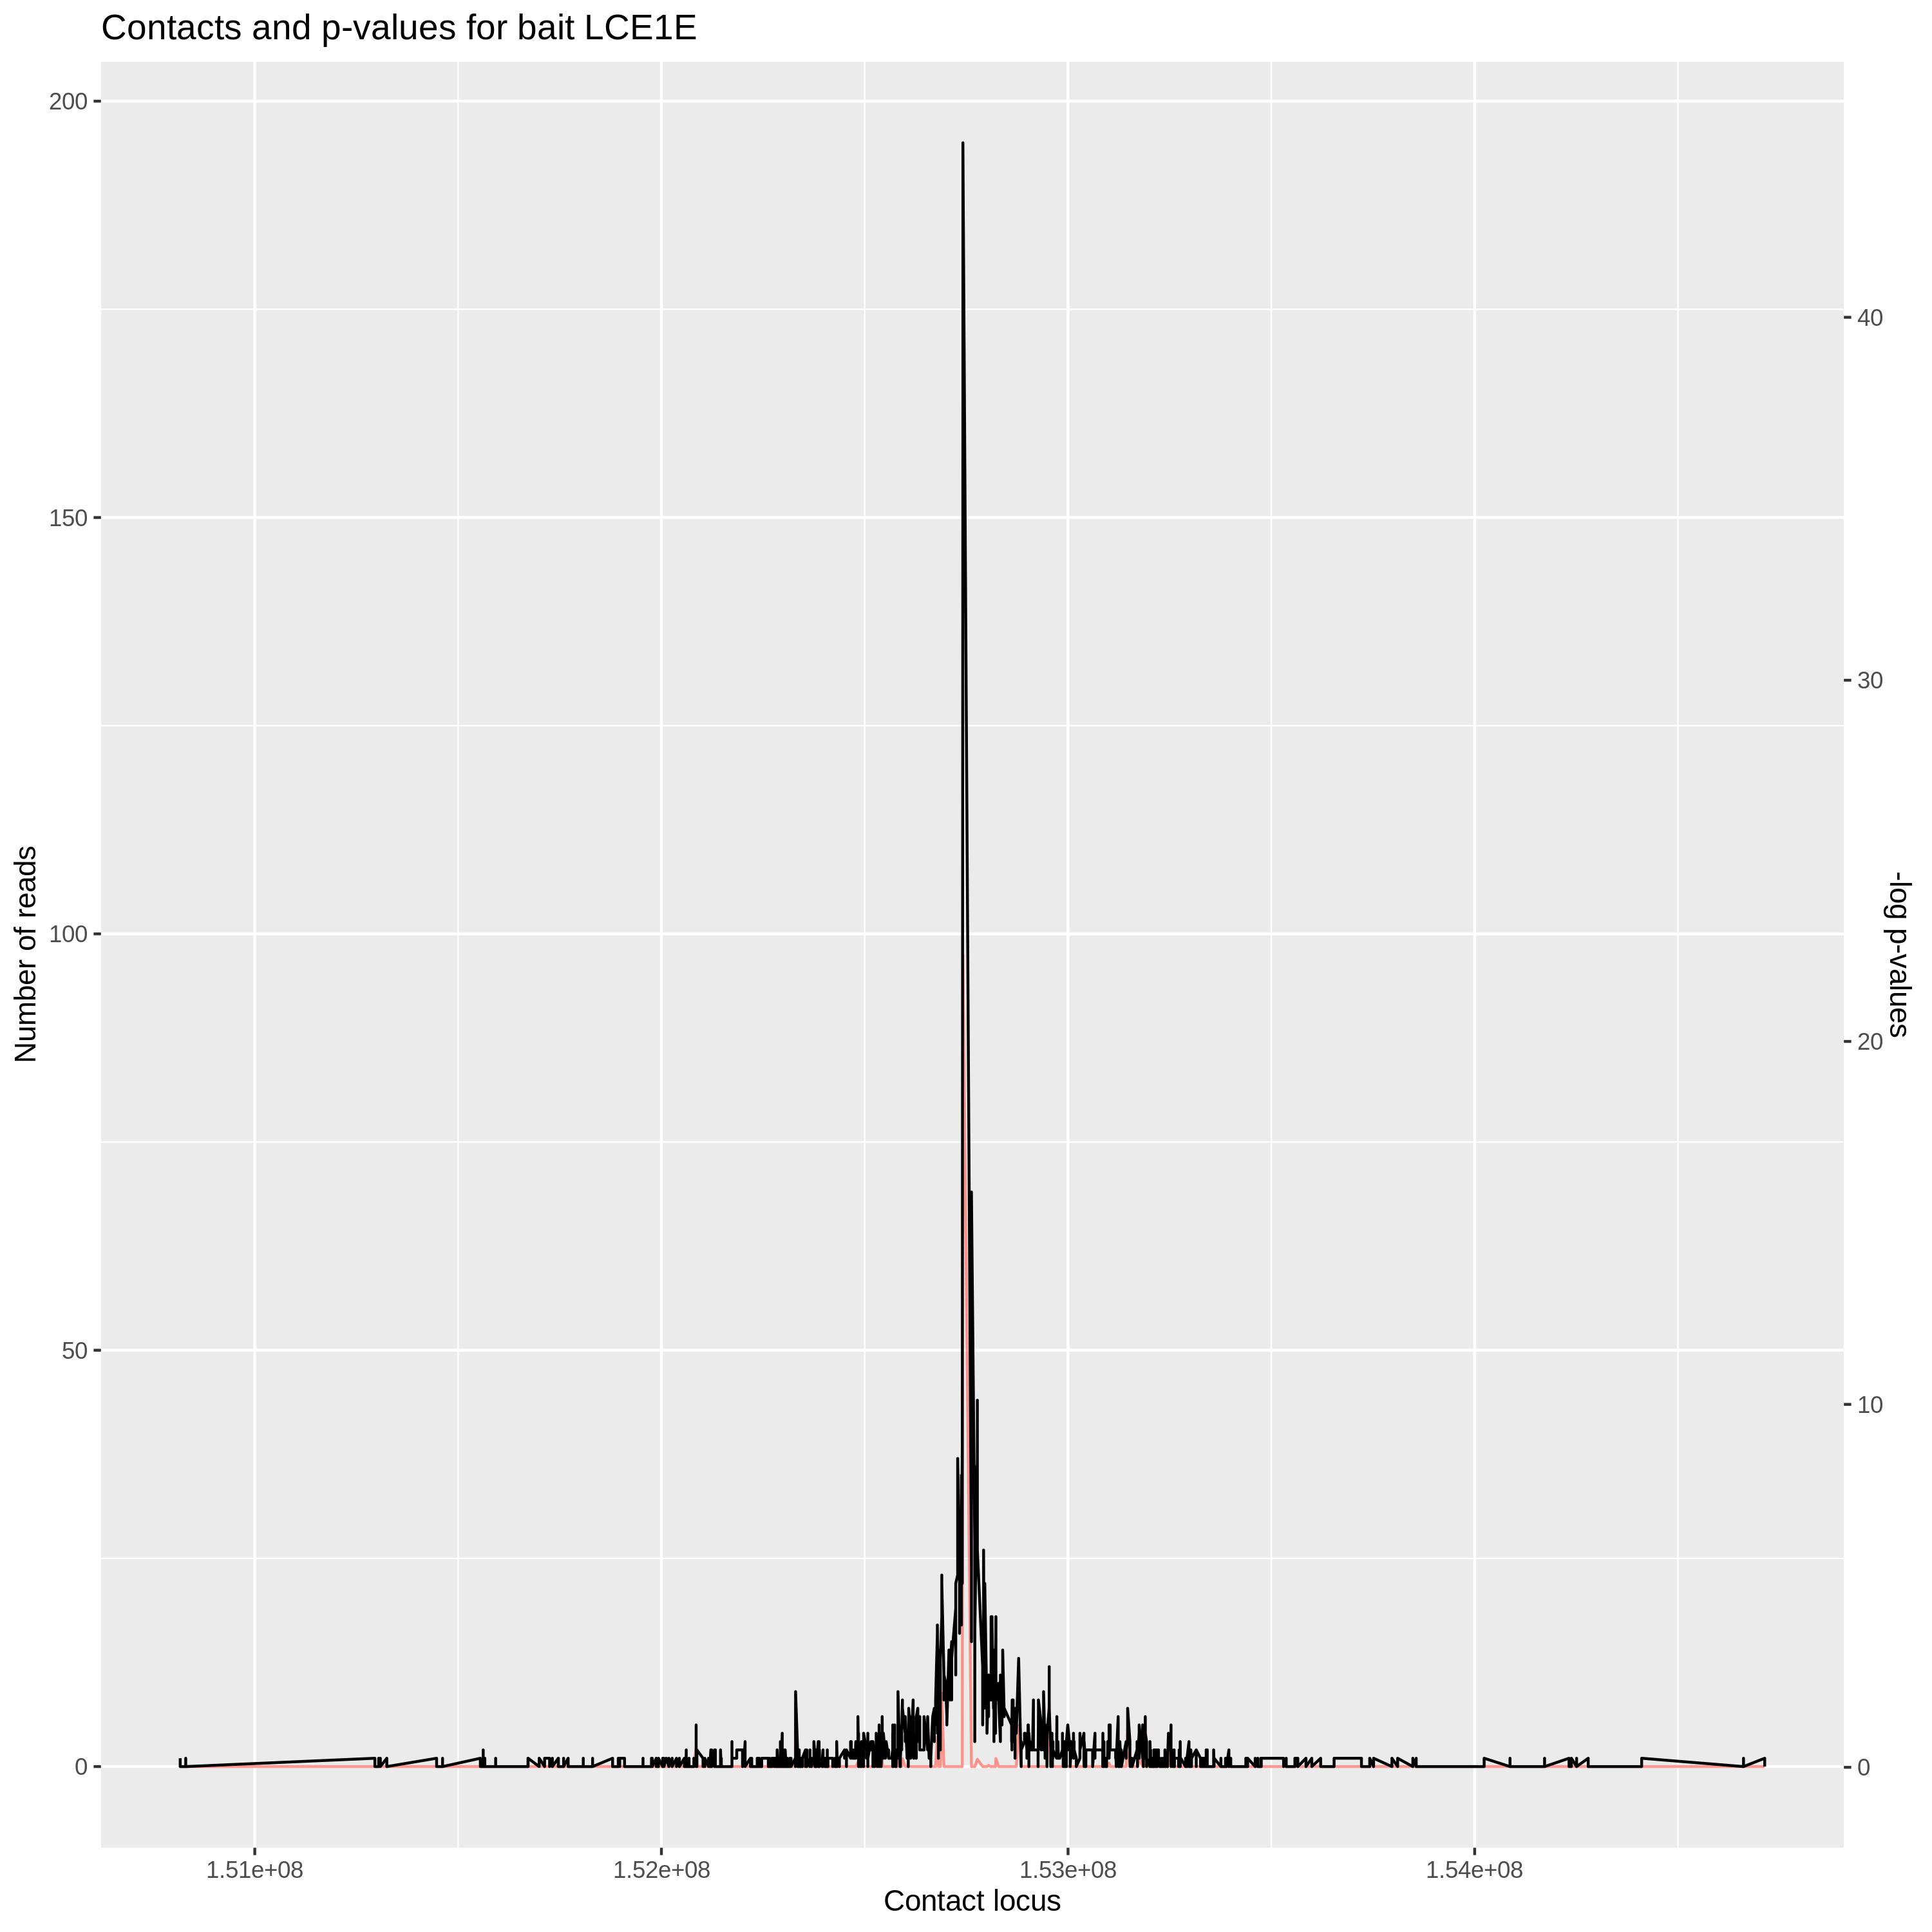 Contacts and p-values for bait LCE1E
200
150
100
50
0
Number of reads
40
30
20
10
0
-log p-values
1.51e+08
1.52e+08
1.53e+08
1.54e+08
Contact locus